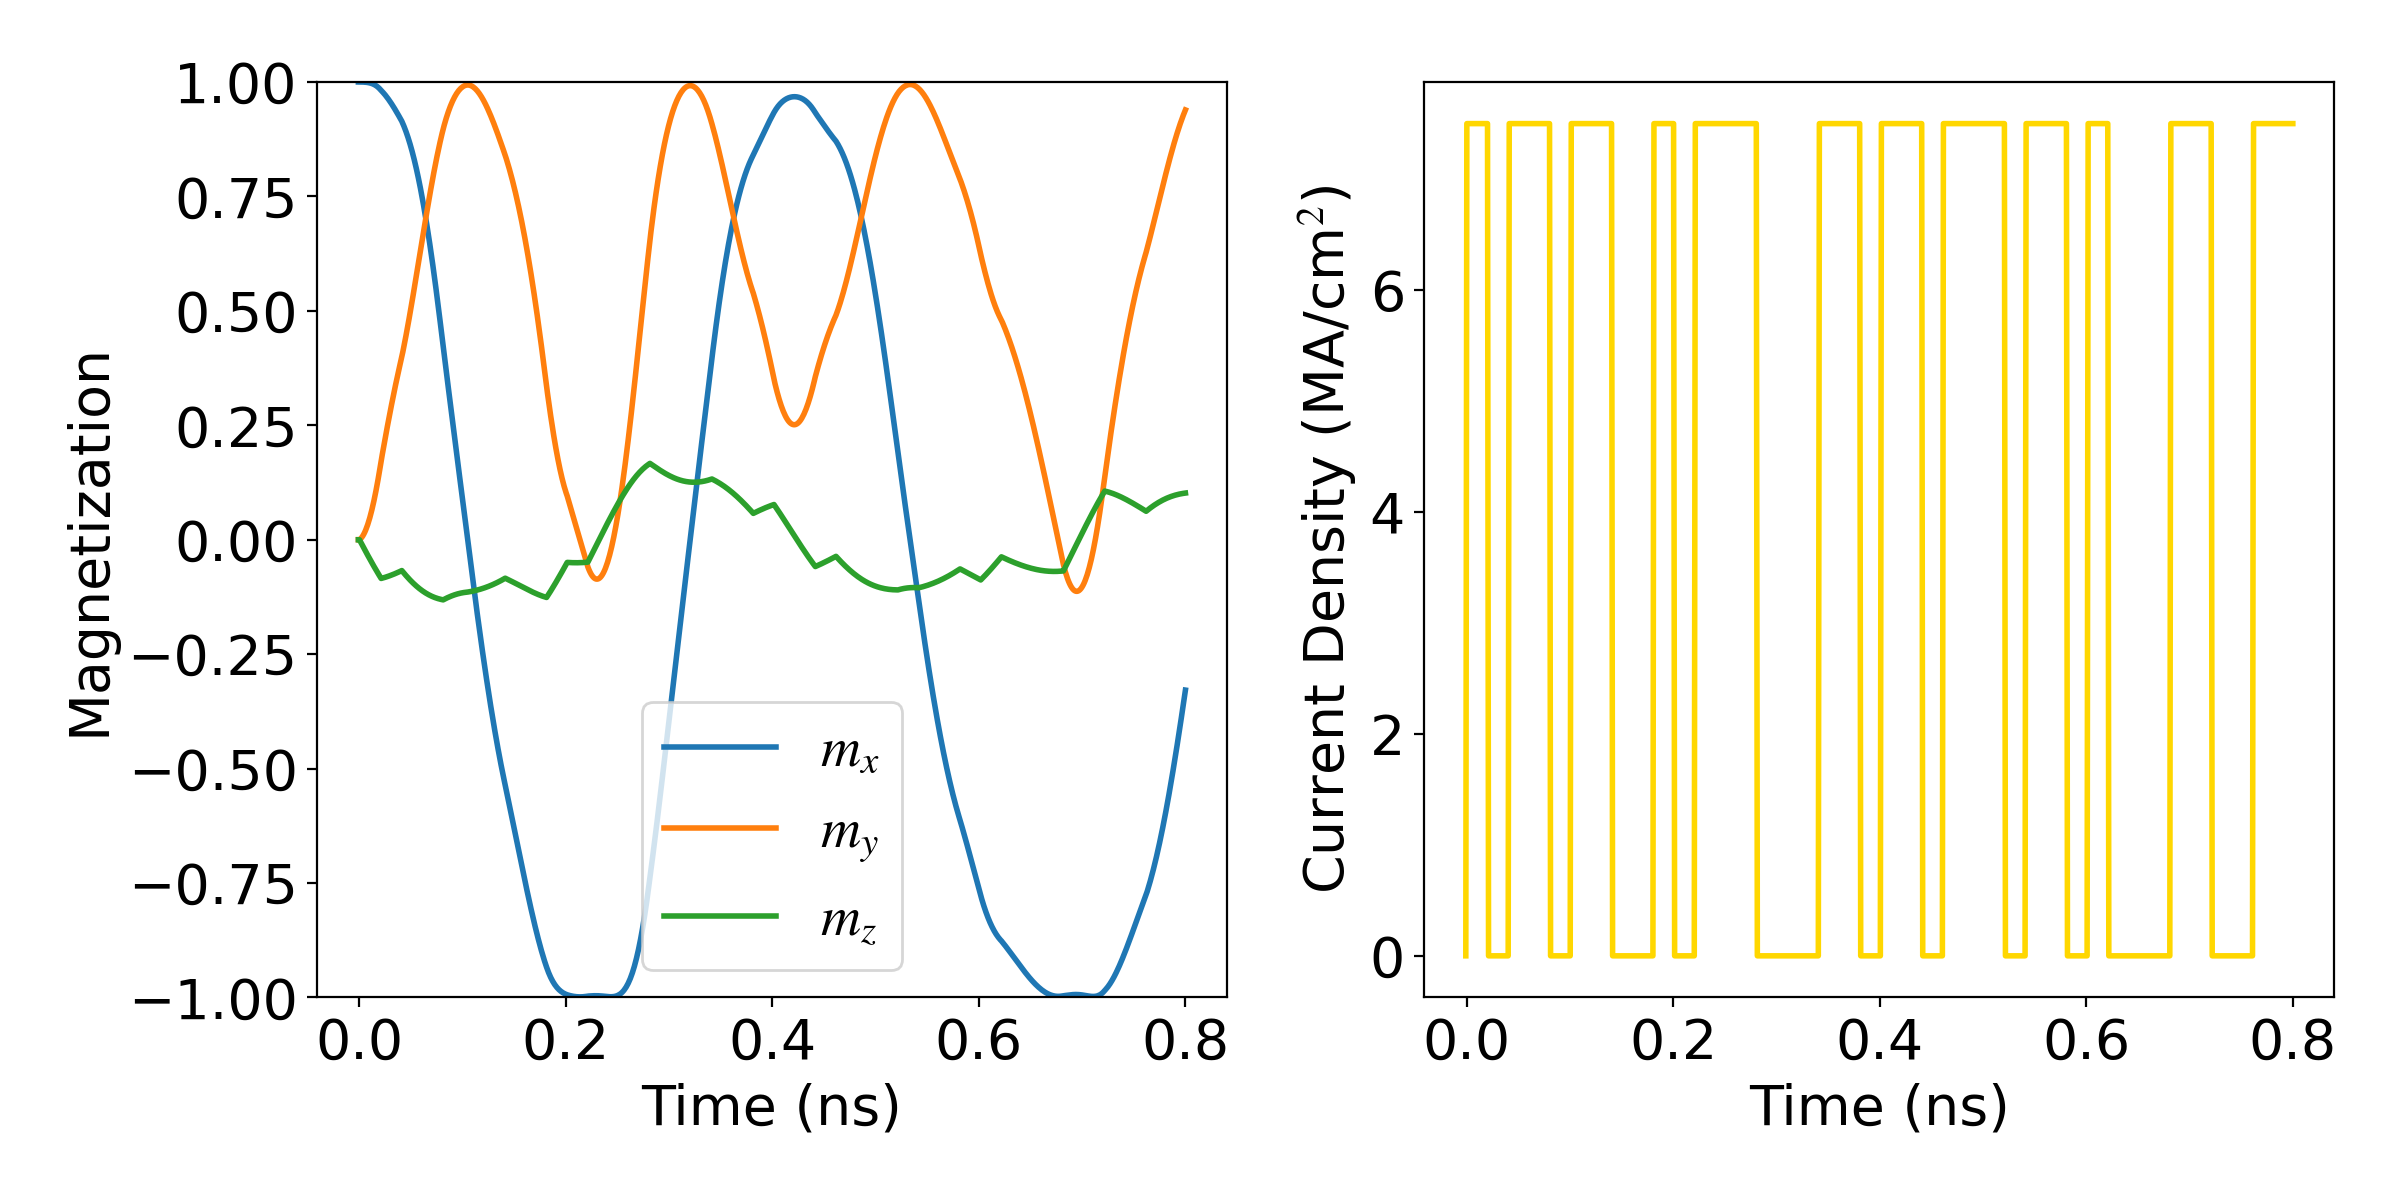 1.00
0.75
0.50
0.25
0.00
−0.25
−0.50
−0.75
−1.00
Magnetization
0.0 0.2 0.4 0.6 0.8
Time (ns)
m_x
m_y
m_z
6
4
2
0
Current Density (MA/cm²)
0.0 0.2 0.4 0.6 0.8
Time (ns)